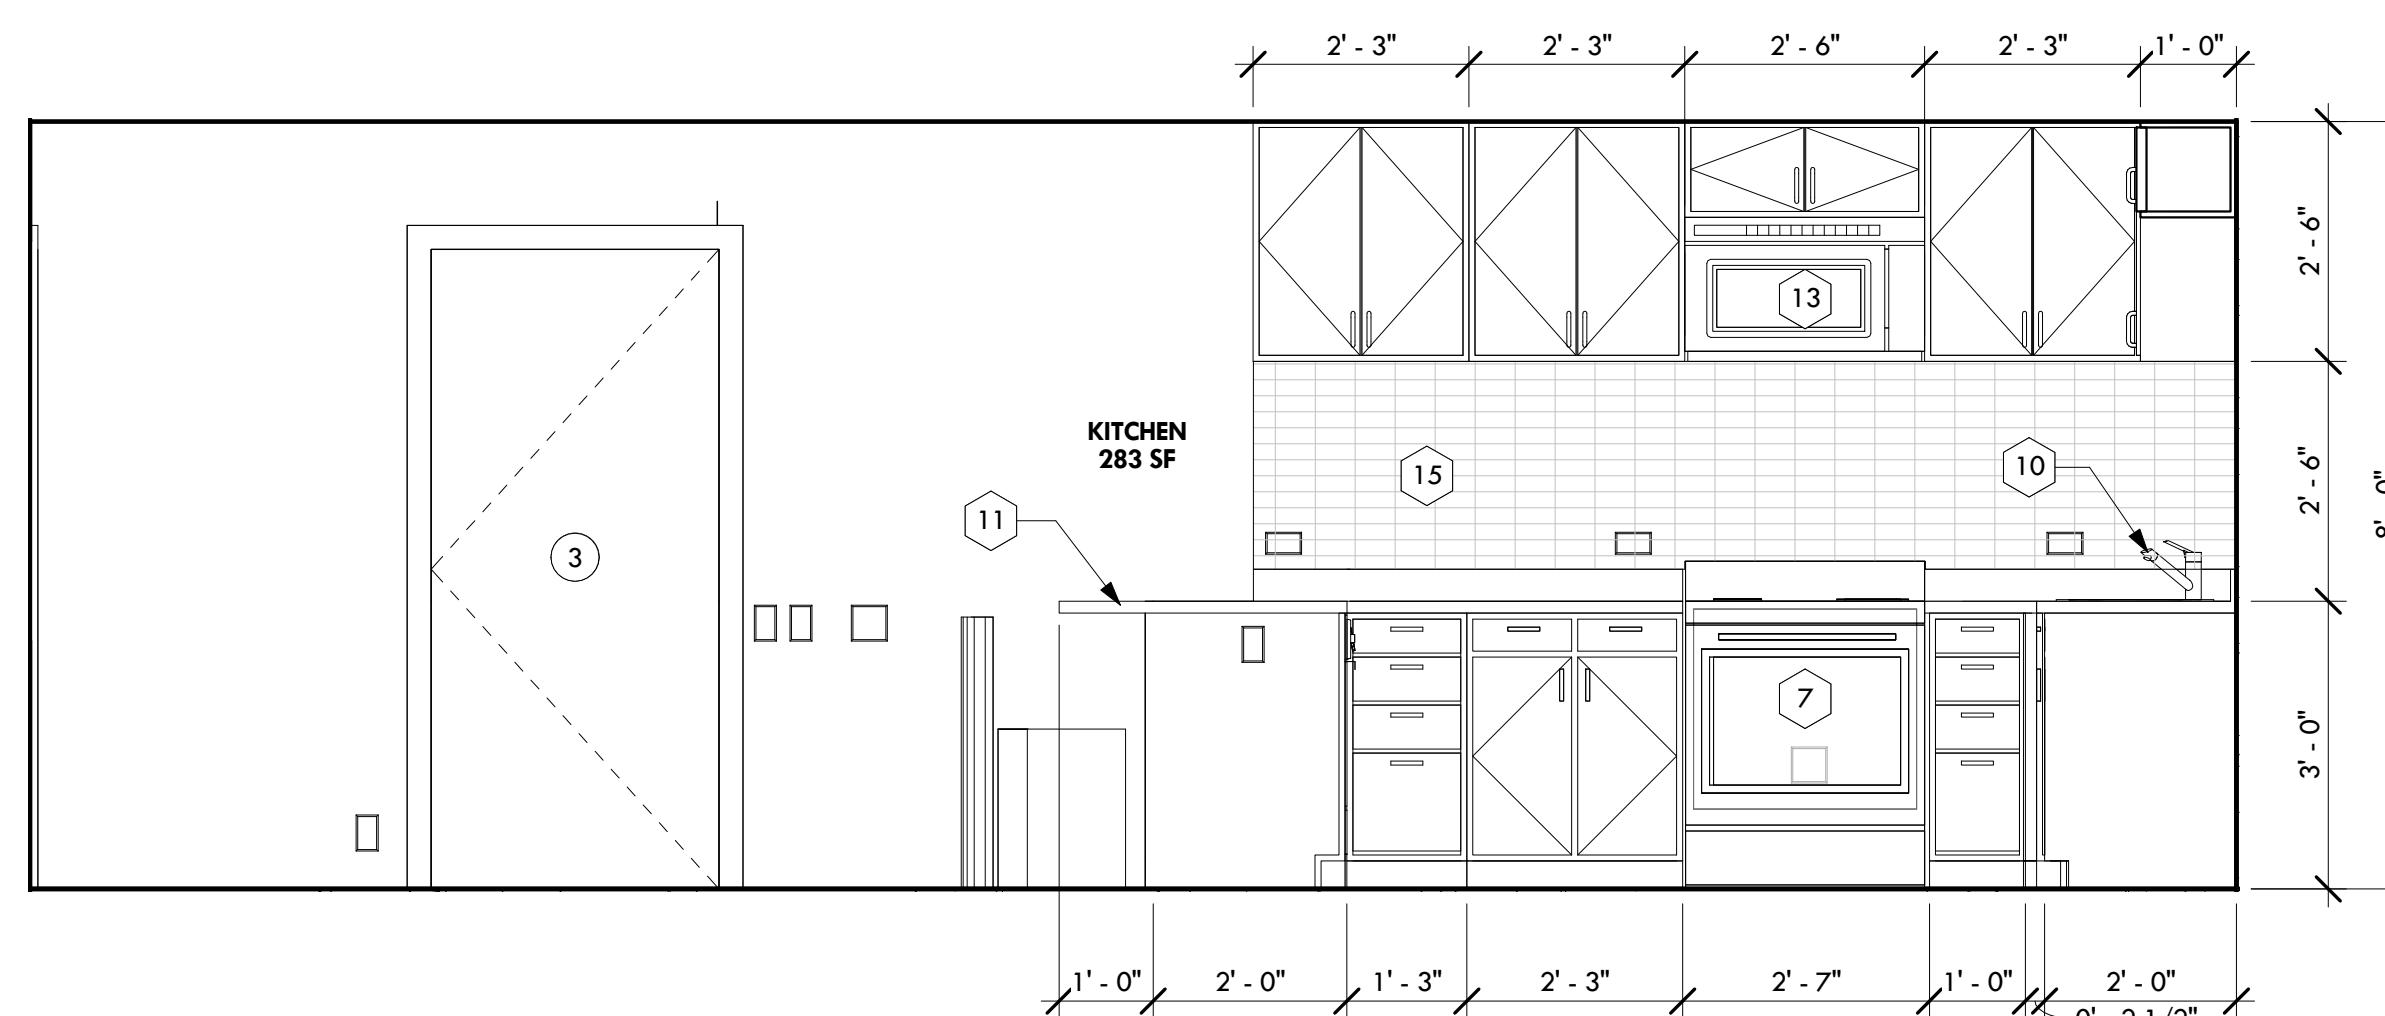 2' - 3" 2' - 3" 2' - 6" 2' - 3" 1' - 0"
2' - 6"
13
KITCHEN
283 SF
15
10
2' - 6"
11
3
7
3' - 0"
1' - 0" 2' - 0" 1' - 3" 2' - 3" 2' - 7" 1' - 0" 2' - 0"